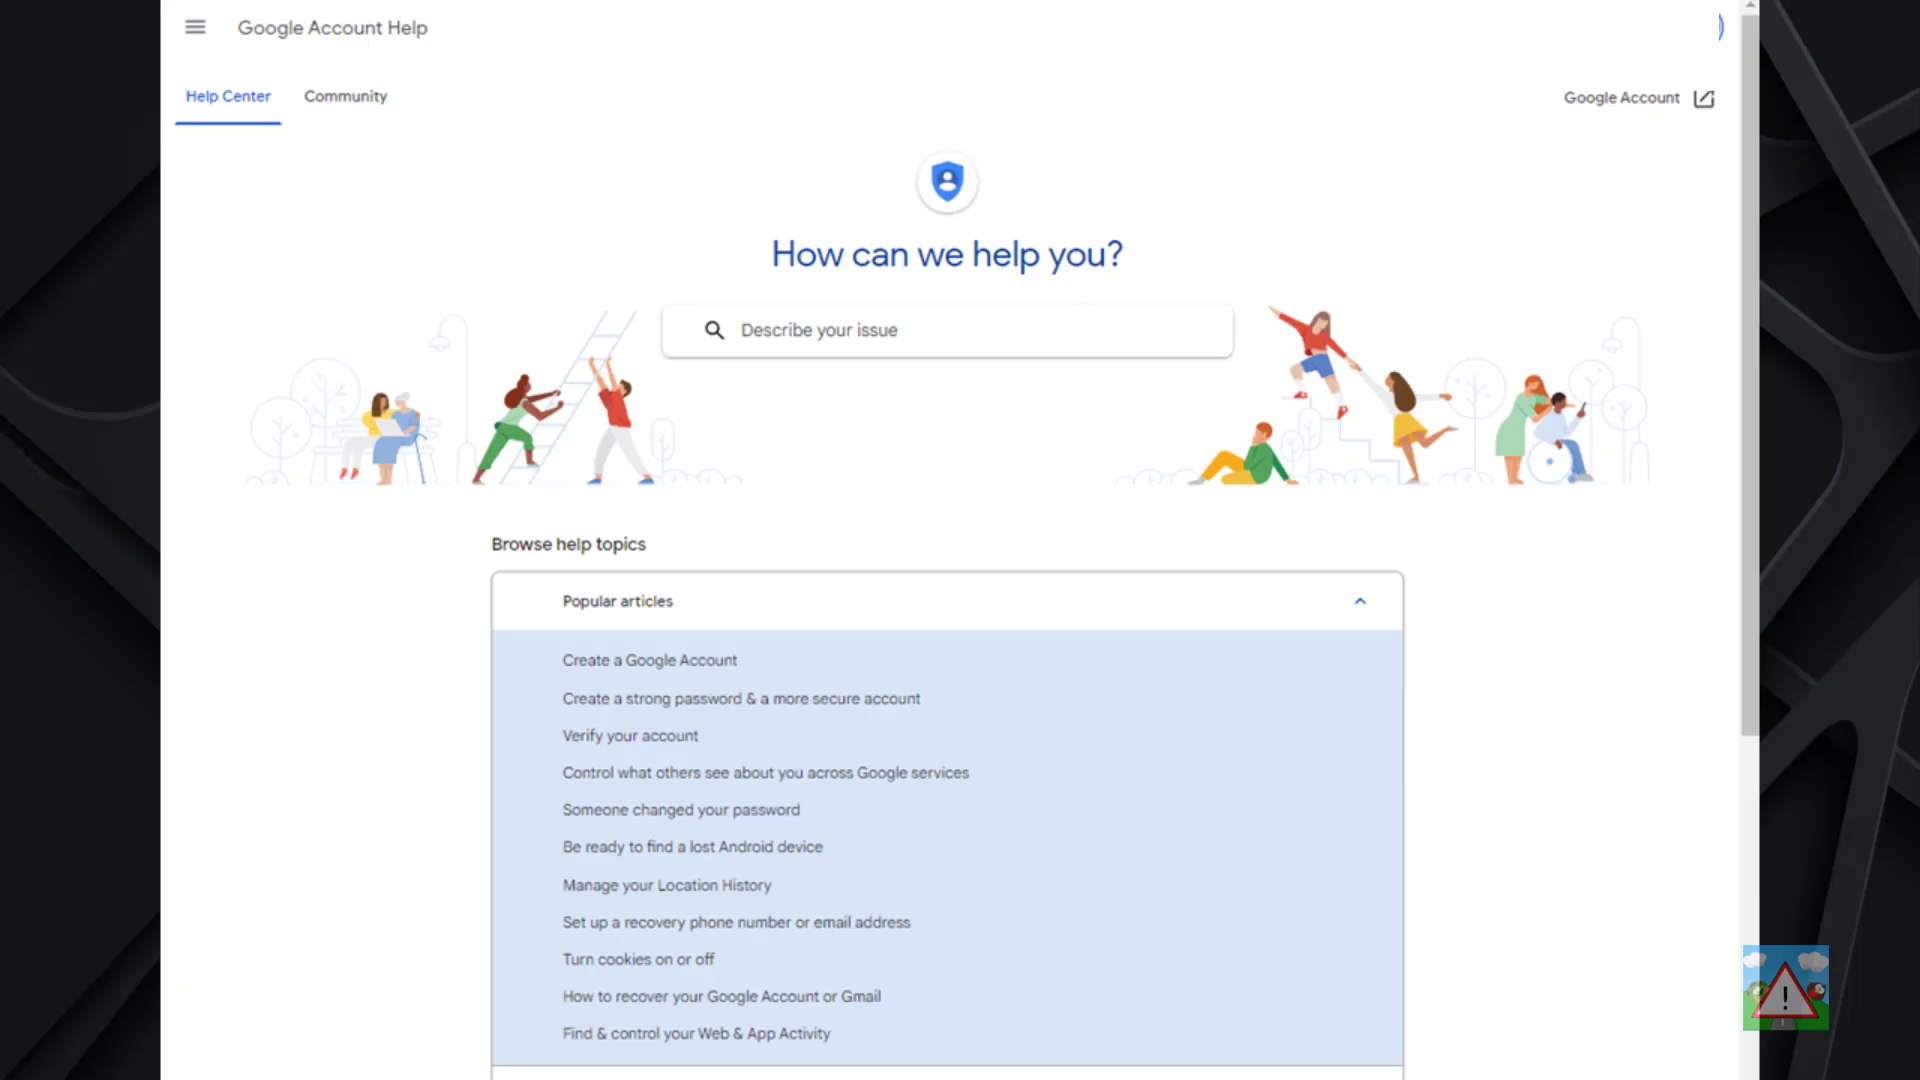 Google Account Help
Help Center
Community
Google Account
How can we help you?
Describe your issue
Browse help topics
Popular articles
Create a Google Account
Create a strong password & a more secure account
Verify your account
Control what others see about you across Google services
Someone changed your password
Be ready to find a lost Android device
Manage your Location History
Set up a recovery phone number or email address
Turn cookies on or off
How to recover your Google Account or Gmail
Find & control your Web & App Activity
!